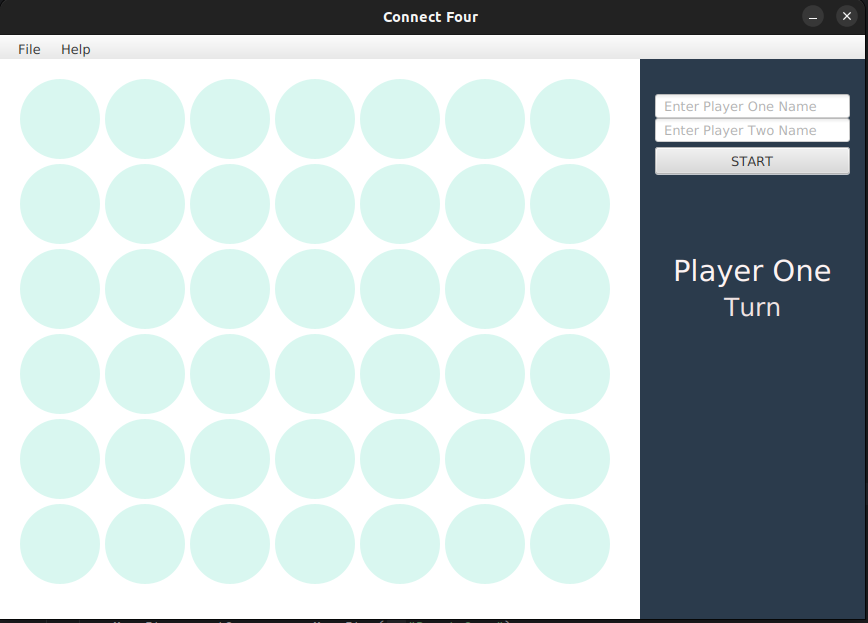 Connect Four
File Help
Enter Player One Name
Enter Player Two Name
START
Player One
Turn